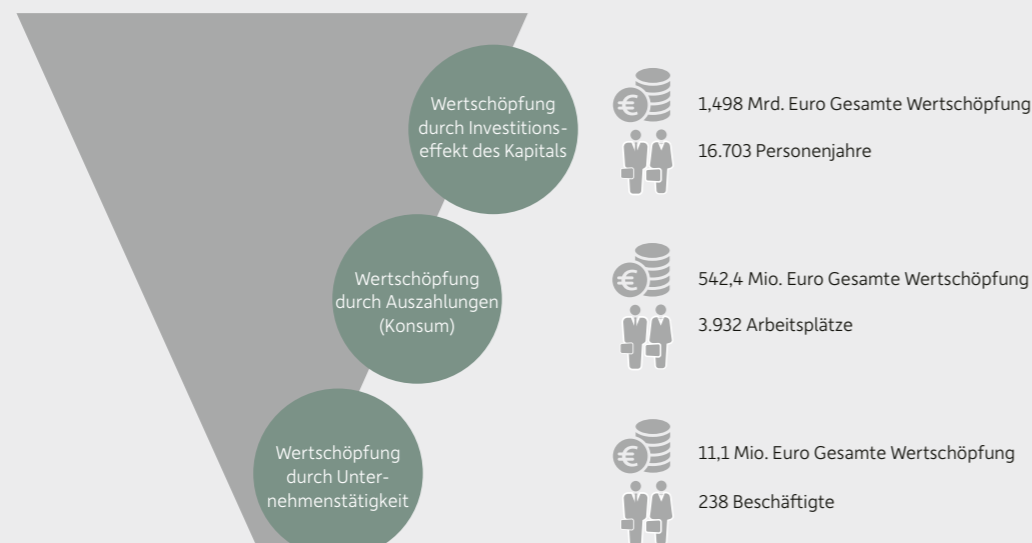 Wertschöpfung
durch Investitions-
effekt des Kapitals
1,498 Mrd. Euro Gesamte Wertschöpfung
16.703 Personenjahre
Wertschöpfung
durch Auszahlungen
(Konsum)
542,4 Mio. Euro Gesamte Wertschöpfung
3.932 Arbeitsplätze
Wertschöpfung
durch Unter-
nehmenstätigkeit
11,1 Mio. Euro Gesamte Wertschöpfung
238 Beschäftigte